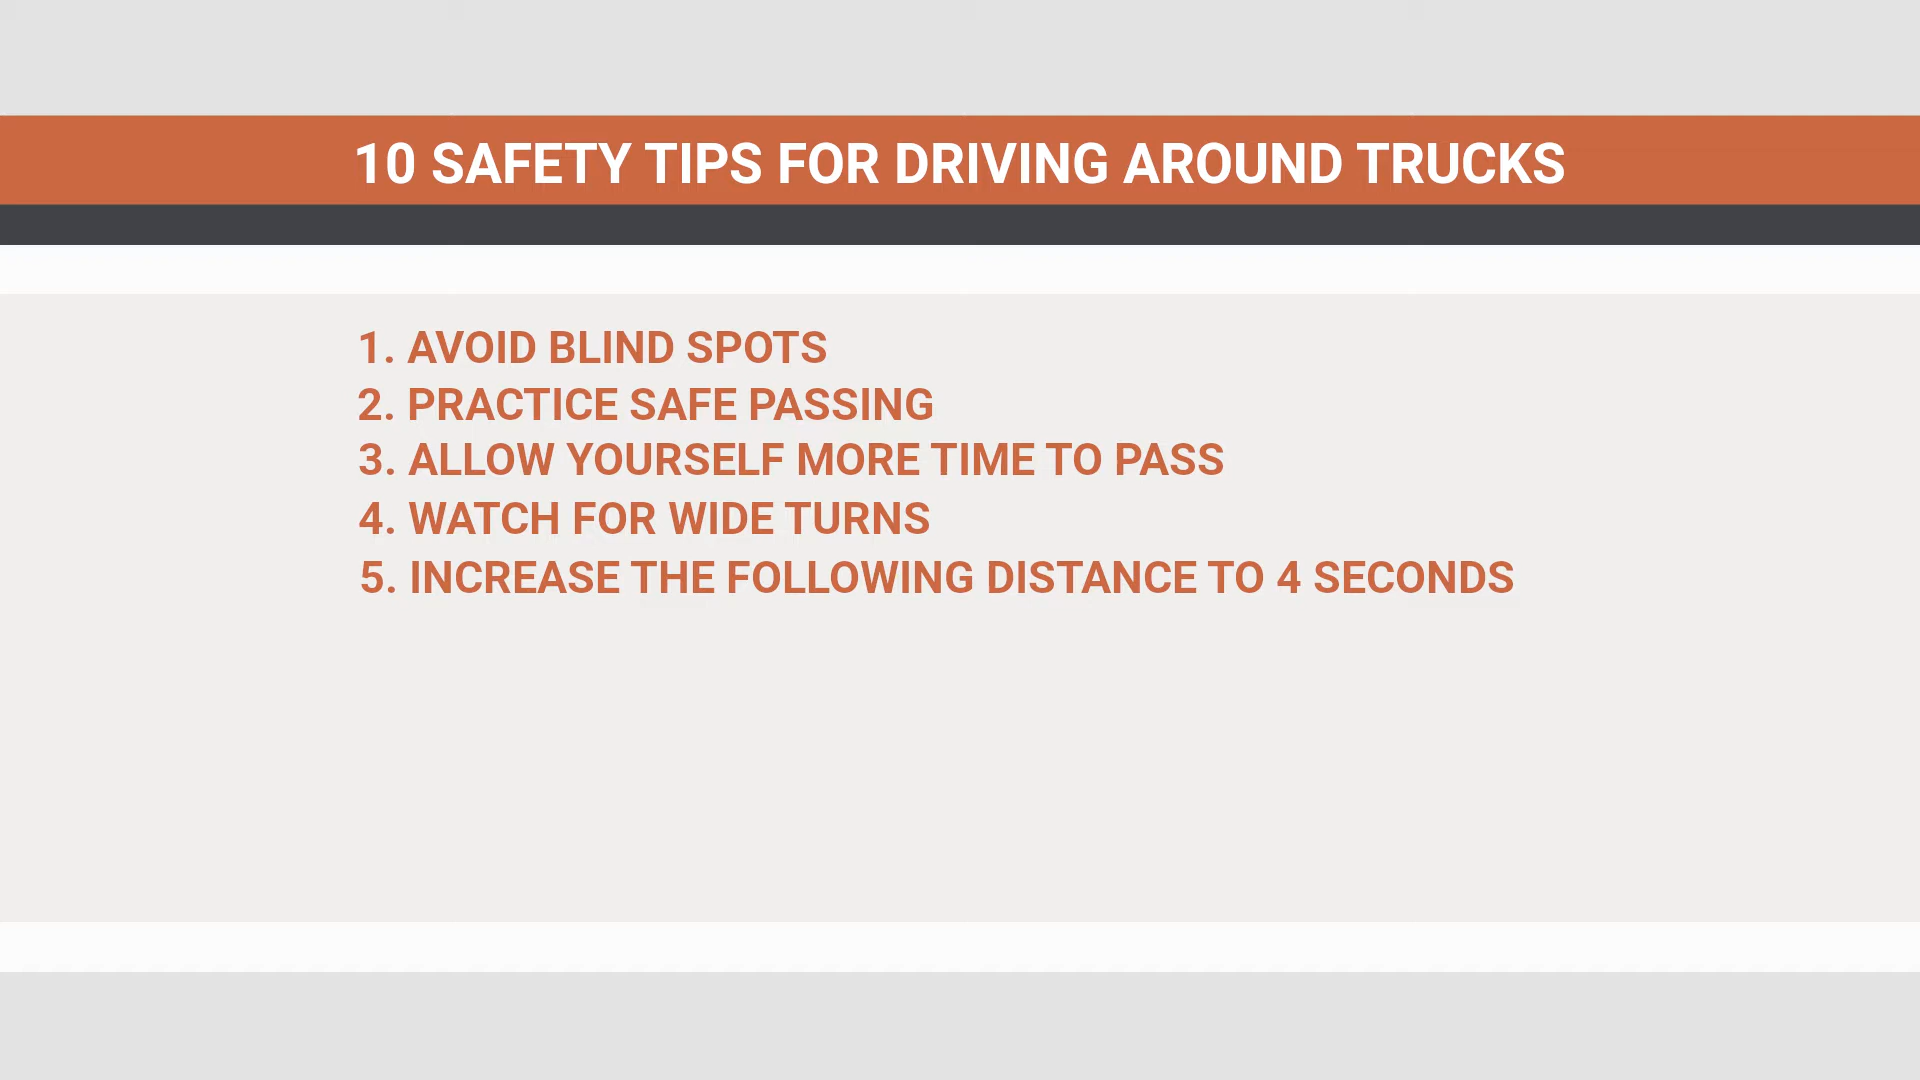 10 SAFETY TIPS FOR DRIVING AROUND TRUCKS
1. AVOID BLIND SPOTS
2. PRACTICE SAFE PASSING
3. ALLOW YOURSELF MORE TIME TO PASS
4. WATCH FOR WIDE TURNS
5. INCREASE THE FOLLOWING DISTANCE TO 4 SECONDS